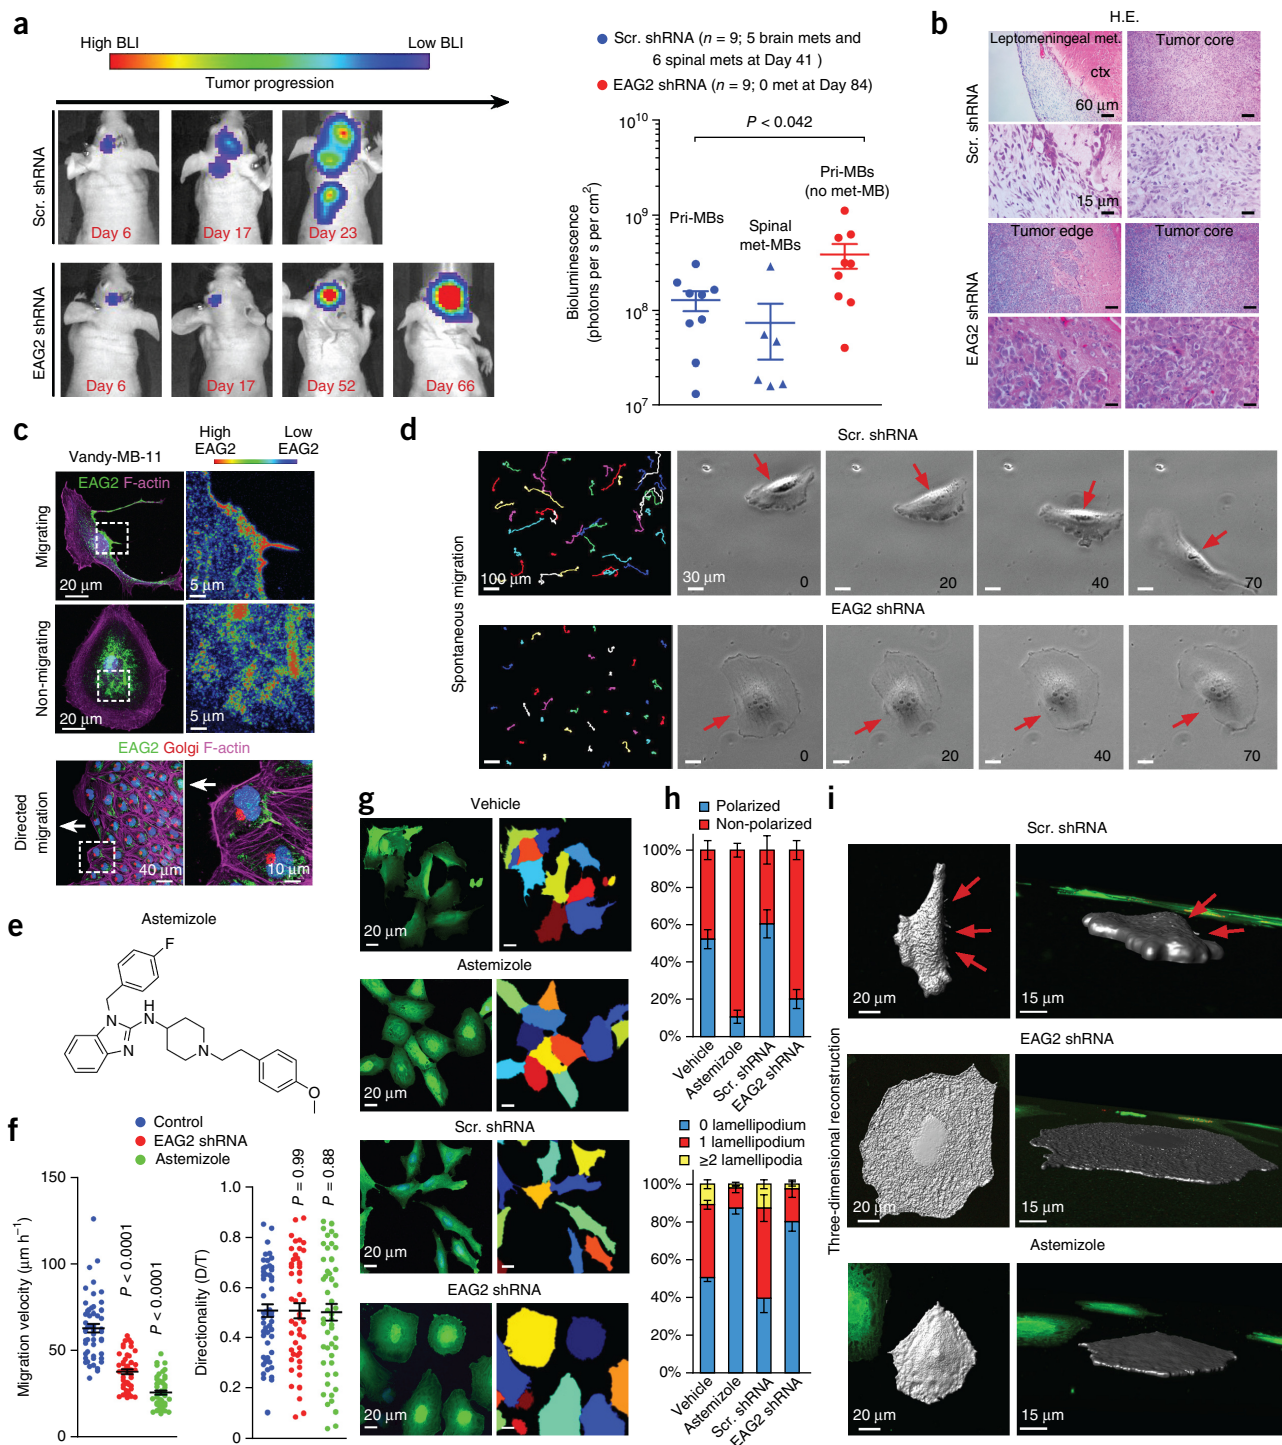 a
High BLI
Low BLI
Tumor progression
Scr. shRNA
Day 6
Day 17
Day 23
EAG2 shRNA
Day 6
Day 17
Day 52
Day 66
Scr. shRNA (n = 9; 5 brain mets and
6 spinal mets at Day 41 )
EAG2 shRNA (n = 9; 0 met at Day 84)
Bioluminescence
(photons per s per cm²)
10¹⁰
10⁹
10⁸
10⁷
P < 0.042
Pri-MBs
Spinal
met-MBs
Pri-MBs
(no met-MB)
b
H.E.
Scr. shRNA
Leptomeningeal met.
ctx
60 μm
Tumor core
15 μm
EAG2 shRNA
Tumor edge
Tumor core
c
Vandy-MB-11
High
EAG2
Low
EAG2
Migrating
EAG2 F-actin
20 μm
5 μm
Non-migrating
20 μm
5 μm
EAG2 Golgi F-actin
Directed
migration
40 μm
10 μm
d
Spontaneous migration
Scr. shRNA
100 μm
30 μm
0
20
40
70
EAG2 shRNA
0
20
40
70
e
Astemizole
F
N
NH
N
N
O
f
Control
EAG2 shRNA
Astemizole
Migration velocity (μm h⁻¹)
150
100
50
0
P < 0.0001
P < 0.0001
Directionality (D/T)
1.0
0.8
0.6
0.4
0.2
0
P = 0.99
P = 0.88
g
Vehicle
20 μm
Astemizole
20 μm
Scr. shRNA
20 μm
EAG2 shRNA
20 μm
h
Polarized
Non-polarized
100%
80%
60%
40%
20%
0%
Vehicle
Astemizole
Scr. shRNA
EAG2 shRNA
0 lamellipodium
1 lamellipodium
≥2 lamellipodia
100%
80%
60%
40%
20%
0%
Vehicle
Astemizole
Scr. shRNA
EAG2 shRNA
i
Three-dimensional reconstruction
Scr. shRNA
20 μm
15 μm
EAG2 shRNA
20 μm
15 μm
Astemizole
20 μm
15 μm